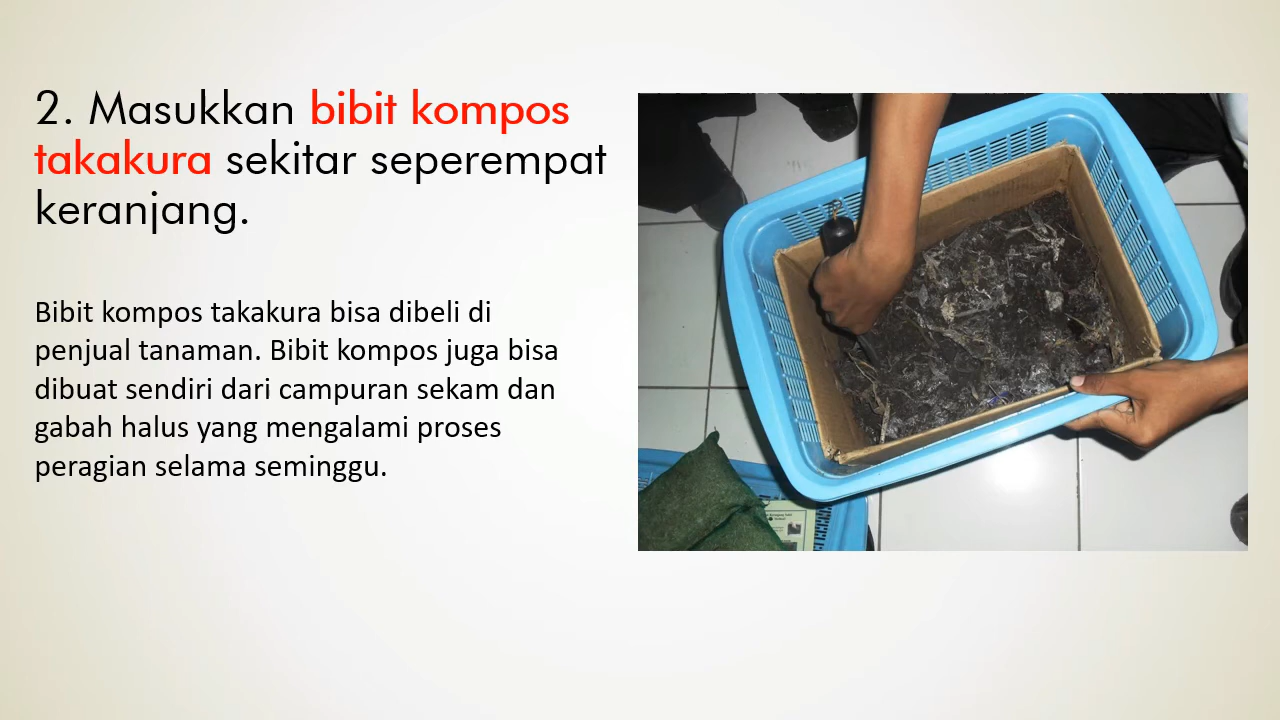 2. Masukkan bibit kompos
takakura sekitar seperempat
keranjang.
Bibit kompos takakura bisa dibeli di
penjual tanaman. Bibit kompos juga bisa
dibuat sendiri dari campuran sekam dan
gabah halus yang mengalami proses
peragian selama seminggu.